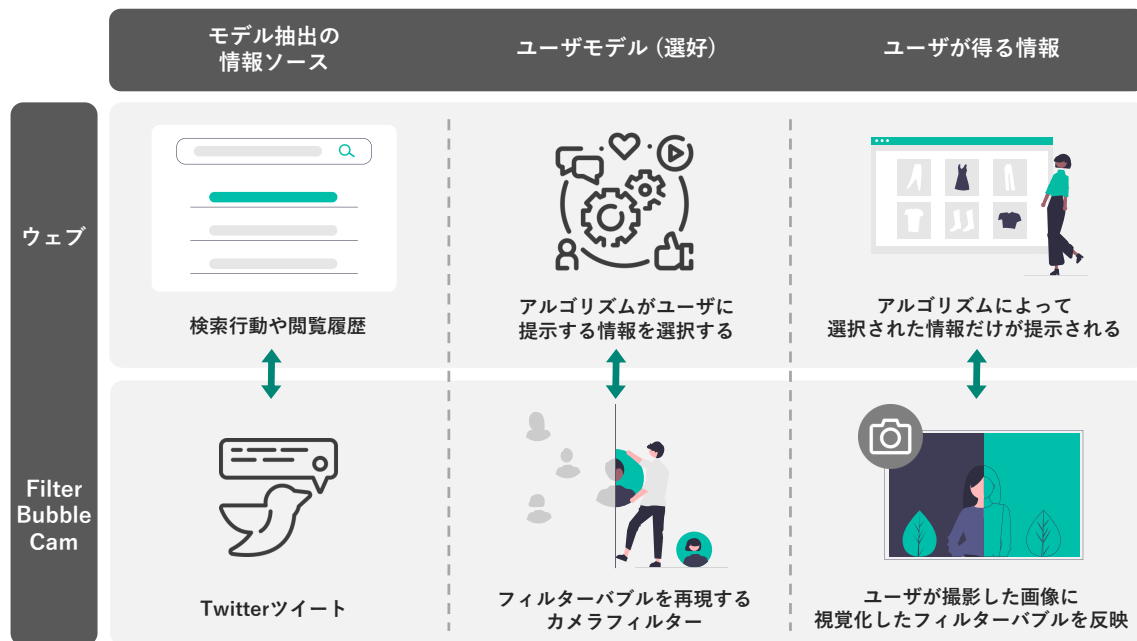 モデル抽出の
情報ソース
ユーザモデル（選好）
ユーザが得る情報
ウェブ
検索行動や閲覧履歴
アルゴリズムがユーザに
提示する情報を選択する
アルゴリズムによって
選択された情報だけが提示される
Filter
Bubble
Cam
Twitterツイート
フィルターバブルを再現する
カメラフィルター
ユーザが撮影した画像に
視覚化したフィルターバブルを反映